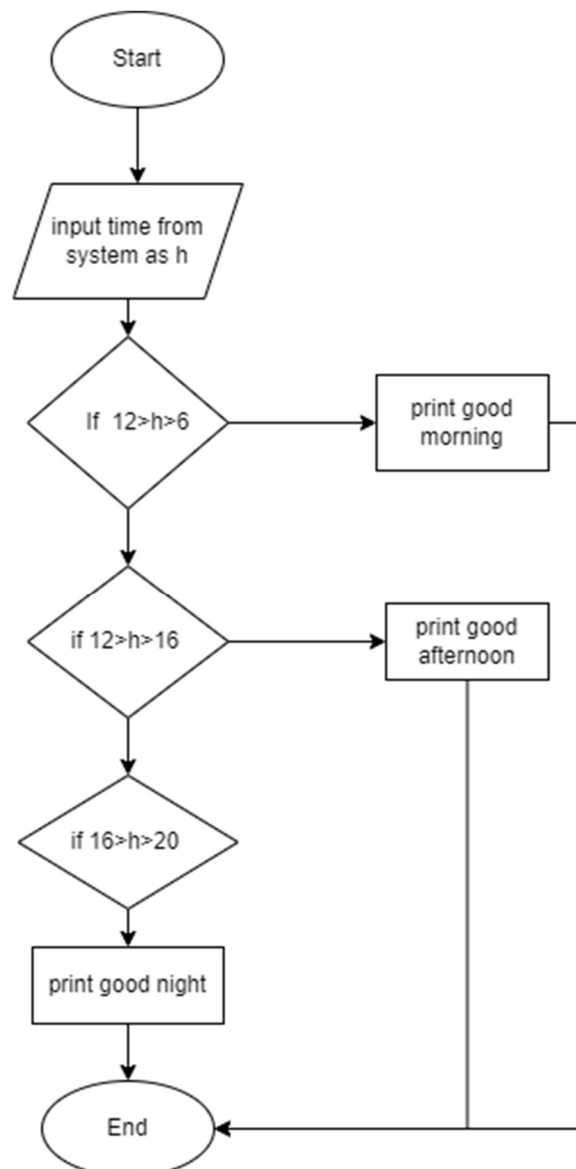 Start
input time from
system as h
If 12>h>6
print good
morning
if 12>h>16
print good
afternoon
if 16>h>20
print good night
End